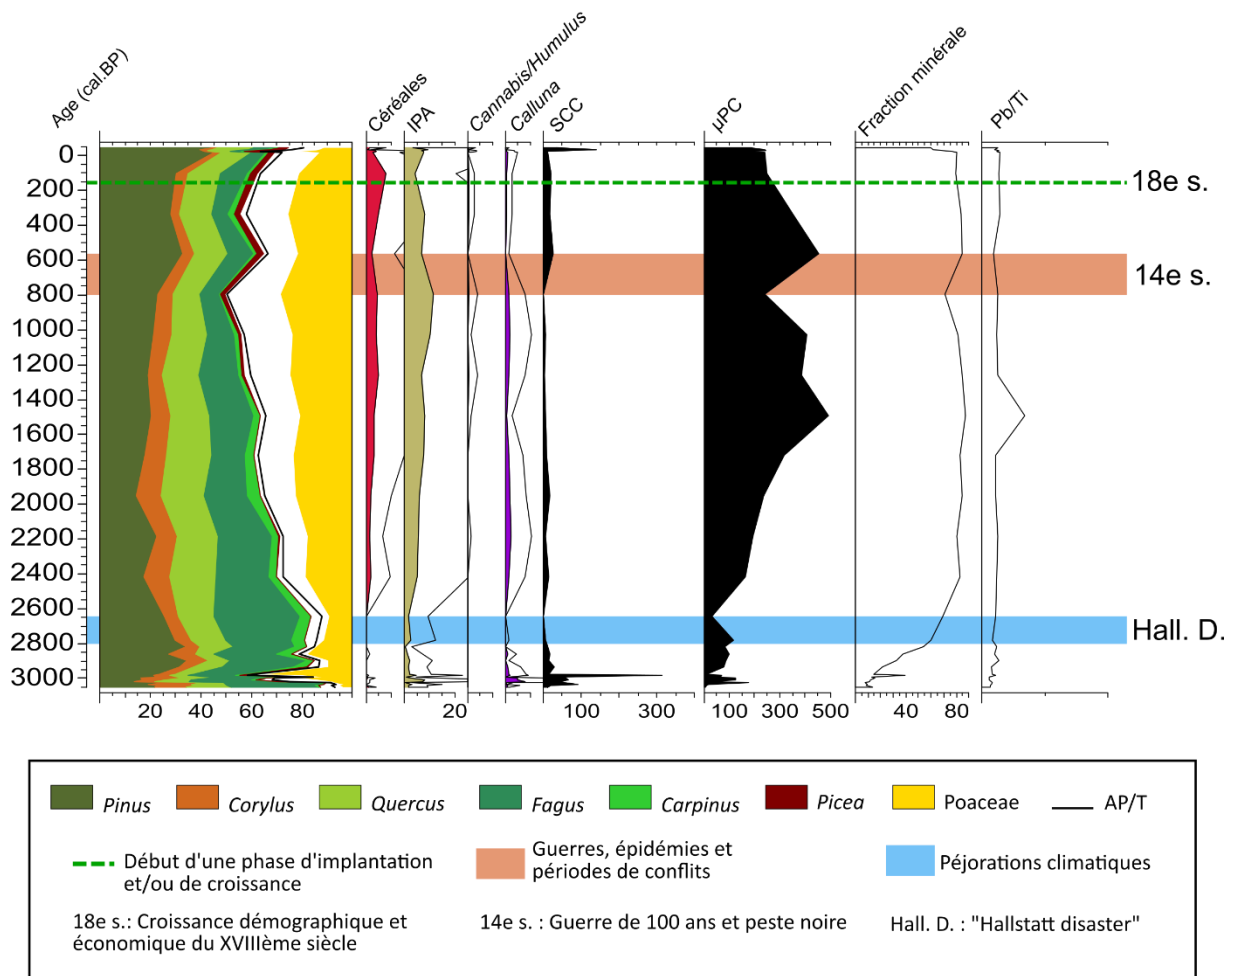 Age (cal.BP)
Céréales
IPA
Cannabis/Humulus
Calluna
SCC
µPC
Fraction minérale
Pb/Ti
0
200
400
600
800
1000
1200
1400
1600
1800
2000
2200
2400
2600
2800
3000
18e s.
14e s.
Hall. D.
20 40 60 80 20 100 300 100 300 500 40 80
Pinus Corylus Quercus Fagus Carpinus Picea Poaceae AP/T
Début d'une phase d'implantation
et/ou de croissance
Guerres, épidémies et
périodes de conflits
Péjorations climatiques
18e s.: Croissance démographique et
économique du XVIIIème siècle
14e s. : Guerre de 100 ans et peste noire
Hall. D. : "Hallstatt disaster"